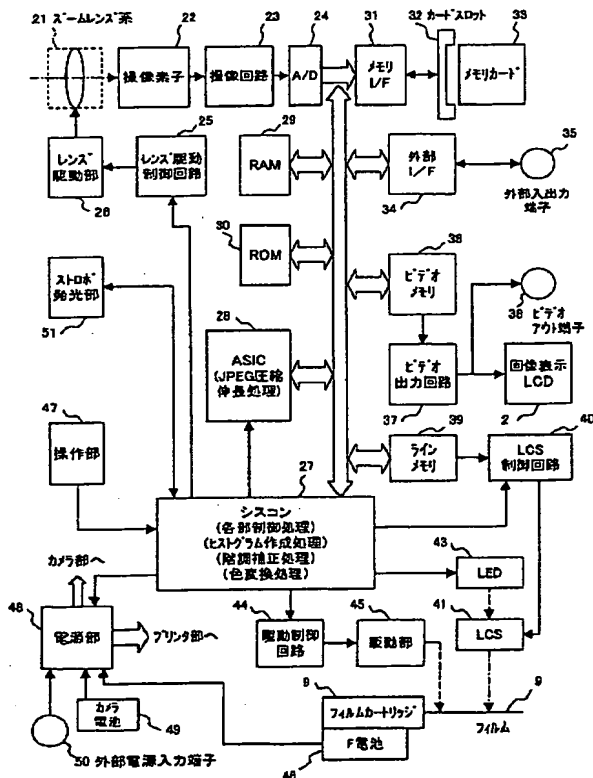 21 ズームレンズ系
22
23
24
31
32 カードスロット
33
撮像素子
撮像回路
A/D
メモリ
I/F
メモリカード
25
29
レンズ
駆動部
レンズ駆動
制御回路
RAM
外部
I/F
35
外部入出力
端子
26
34
30
ROM
38
ビデオ
メモリ
36
ビデオ
アウト端子
ストロボ
発光部
51
28
ASIC
(JPEG圧縮
伸長処理)
ビデオ
出力回路
画像表示
LCD
37
2
47
39
40
操作部
ライン
メモリ
LCS
制御回路
27
シスコン
(各部制御処理)
(ヒストグラム作成処理)
(階調補正処理)
(色変換処理)
43
LED
カメラ部へ
48
電源部
プリンタ部へ
44
45
41
駆動制御
回路
駆動部
LCS
9
9
フィルムカートリッジ
フィルム
カメラ
電池
49
F電池
46
50 外部電源入力端子